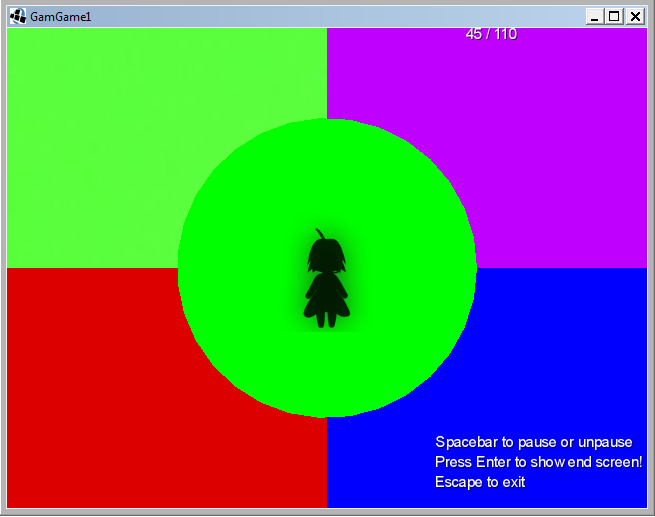 GamGame1
45 / 110
Spacebar to pause or unpause
Press Enter to show end screen!
Escape to exit